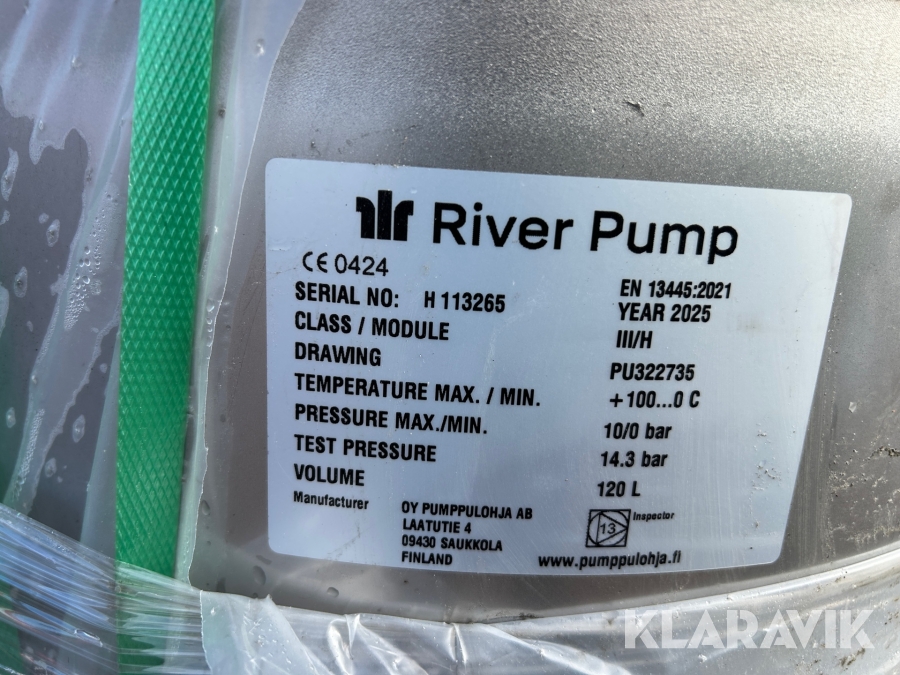 River Pump
CE 0424
EN 13445:2021
SERIAL NO: H 113265
YEAR 2025
CLASS / MODULE III/H
DRAWING PU322735
TEMPERATURE MAX. / MIN. +100...0 C
PRESSURE MAX./MIN. 10/0 bar
TEST PRESSURE 14.3 bar
VOLUME 120 L
Manufacturer OY PUMPPULOHJA AB
LAATUTIE 4
09430 SAUKKOLA
FINLAND
13 Inspector
www.pumppulohja.fi
KLARAVIK